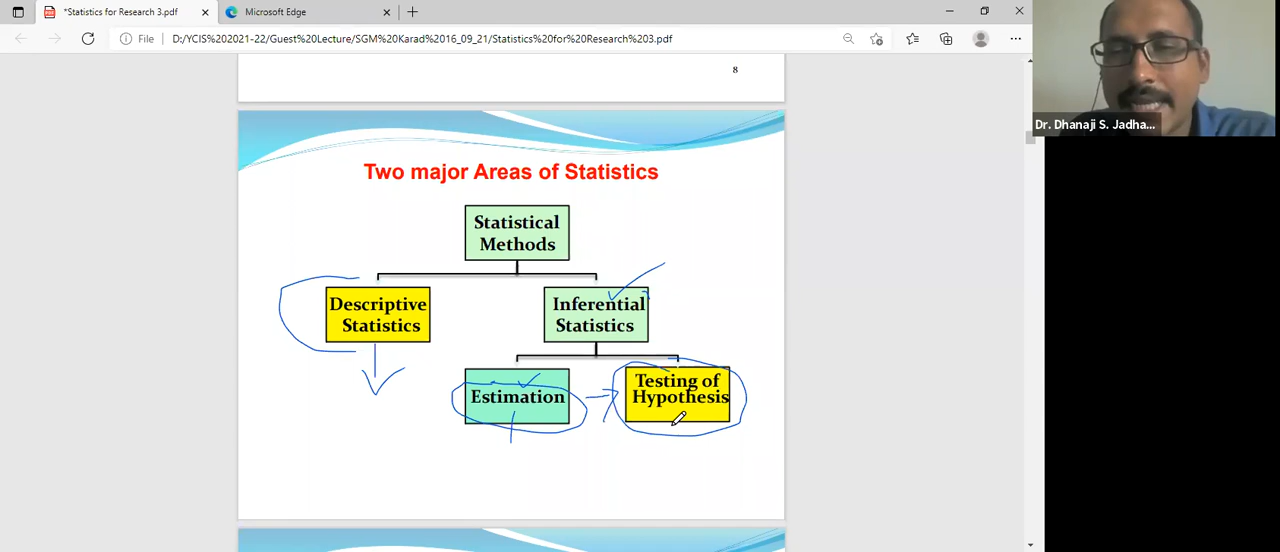 *Statistics for Research 3.pdf
Microsoft Edge
File
D:/YCIS%202021-22/Guest%20Lecture/SGM%20Karad%2016_09_21/Statistics%20for%20Research%203.pdf
Dr. Dhanaji S. Jadha...
8
Two major Areas of Statistics
Statistical
Methods
Descriptive
Statistics
Inferential
Statistics
Estimation
Testing of
Hypothesis